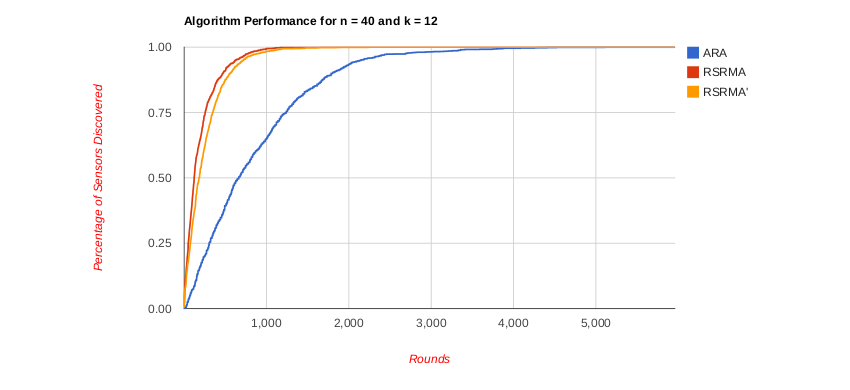 Algorithm Performance for n = 40 and k = 12
1.00
0.75
0.50
0.25
0.00
1,000
2,000
3,000
4,000
5,000
Percentage of Sensors Discovered
Rounds
ARA
RSRMA
RSRMA'